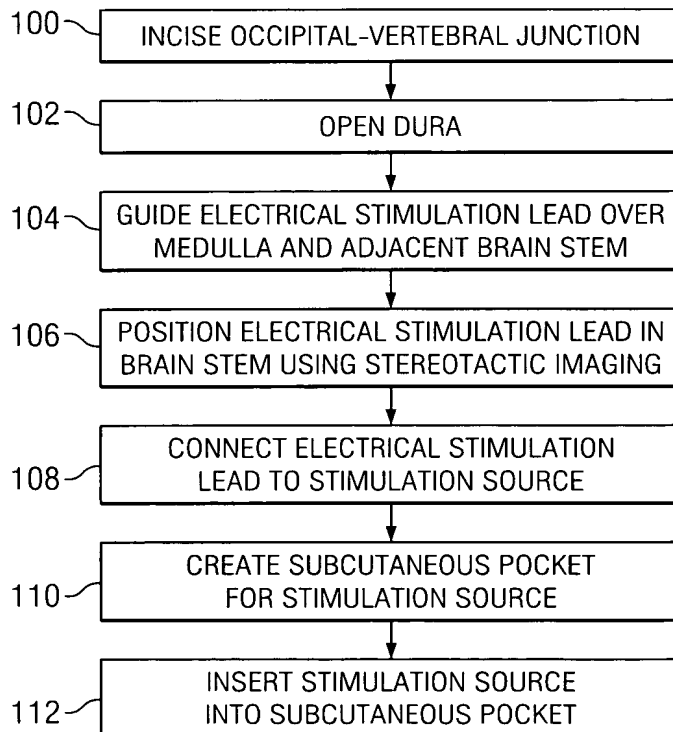 100
INCISE OCCIPITAL-VERTEBRAL JUNCTION
102
OPEN DURA
104
GUIDE ELECTRICAL STIMULATION LEAD OVER
MEDULLA AND ADJACENT BRAIN STEM
106
POSITION ELECTRICAL STIMULATION LEAD IN
BRAIN STEM USING STEREOTACTIC IMAGING
108
CONNECT ELECTRICAL STIMULATION
LEAD TO STIMULATION SOURCE
110
CREATE SUBCUTANEOUS POCKET
FOR STIMULATION SOURCE
112
INSERT STIMULATION SOURCE
INTO SUBCUTANEOUS POCKET